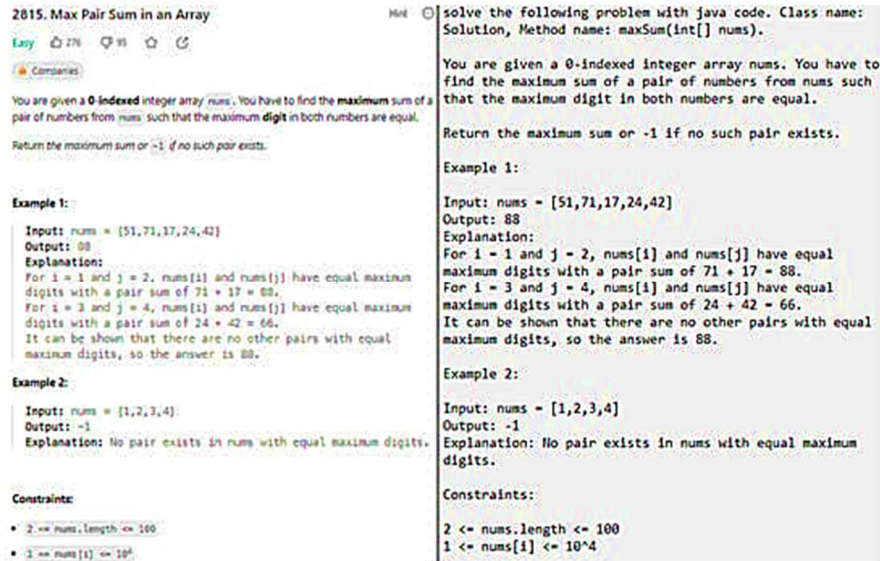 2815. Max Pair Sum in an Array
Hint
Easy 276 95
Companies
You are given a 0-indexed integer array nums. You have to find the maximum sum of a
pair of numbers from nums such that the maximum digit in both numbers are equal.
Return the maximum sum or -1 if no such pair exists.
Example 1:
Input: nums = [51,71,17,24,42]
Output: 88
Explanation:
For i = 1 and j = 2, nums[i] and nums[j] have equal maximum
digits with a pair sum of 71 + 17 = 88.
For i = 3 and j = 4, nums[i] and nums[j] have equal maximum
digits with a pair sum of 24 + 42 = 66.
It can be shown that there are no other pairs with equal
maximum digits, so the answer is 88.
Example 2:
Input: nums = [1,2,3,4]
Output: -1
Explanation: No pair exists in nums with equal maximum digits.
Constraints:
• 2 <= nums.length <= 100
• 1 <= nums[i] <= 10⁴
solve the following problem with java code. Class name:
Solution, Method name: maxSum(int[] nums).
You are given a 0-indexed integer array nums. You have to
find the maximum sum of a pair of numbers from nums such
that the maximum digit in both numbers are equal.
Return the maximum sum or -1 if no such pair exists.
Example 1:
Input: nums = [51,71,17,24,42]
Output: 88
Explanation:
For i = 1 and j = 2, nums[i] and nums[j] have equal
maximum digits with a pair sum of 71 + 17 = 88.
For i = 3 and j = 4, nums[i] and nums[j] have equal
maximum digits with a pair sum of 24 + 42 = 66.
It can be shown that there are no other pairs with equal
maximum digits, so the answer is 88.
Example 2:
Input: nums = [1,2,3,4]
Output: -1
Explanation: No pair exists in nums with equal maximum
digits.
Constraints:
2 <= nums.length <= 100
1 <= nums[i] <= 10^4